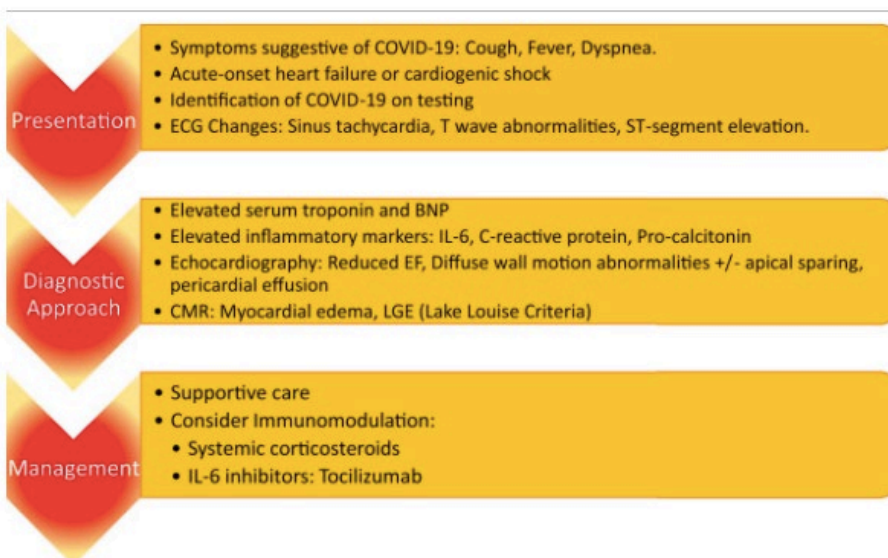 Presentation
• Symptoms suggestive of COVID-19: Cough, Fever, Dyspnea.
• Acute-onset heart failure or cardiogenic shock
• Identification of COVID-19 on testing
• ECG Changes: Sinus tachycardia, T wave abnormalities, ST-segment elevation.
Diagnostic
Approach
• Elevated serum troponin and BNP
• Elevated inflammatory markers: IL-6, C-reactive protein, Pro-calcitonin
• Echocardiography: Reduced EF, Diffuse wall motion abnormalities +/- apical sparing,
pericardial effusion
• CMR: Myocardial edema, LGE (Lake Louise Criteria)
Management
• Supportive care
• Consider Immunomodulation:
• Systemic corticosteroids
• IL-6 inhibitors: Tocilizumab